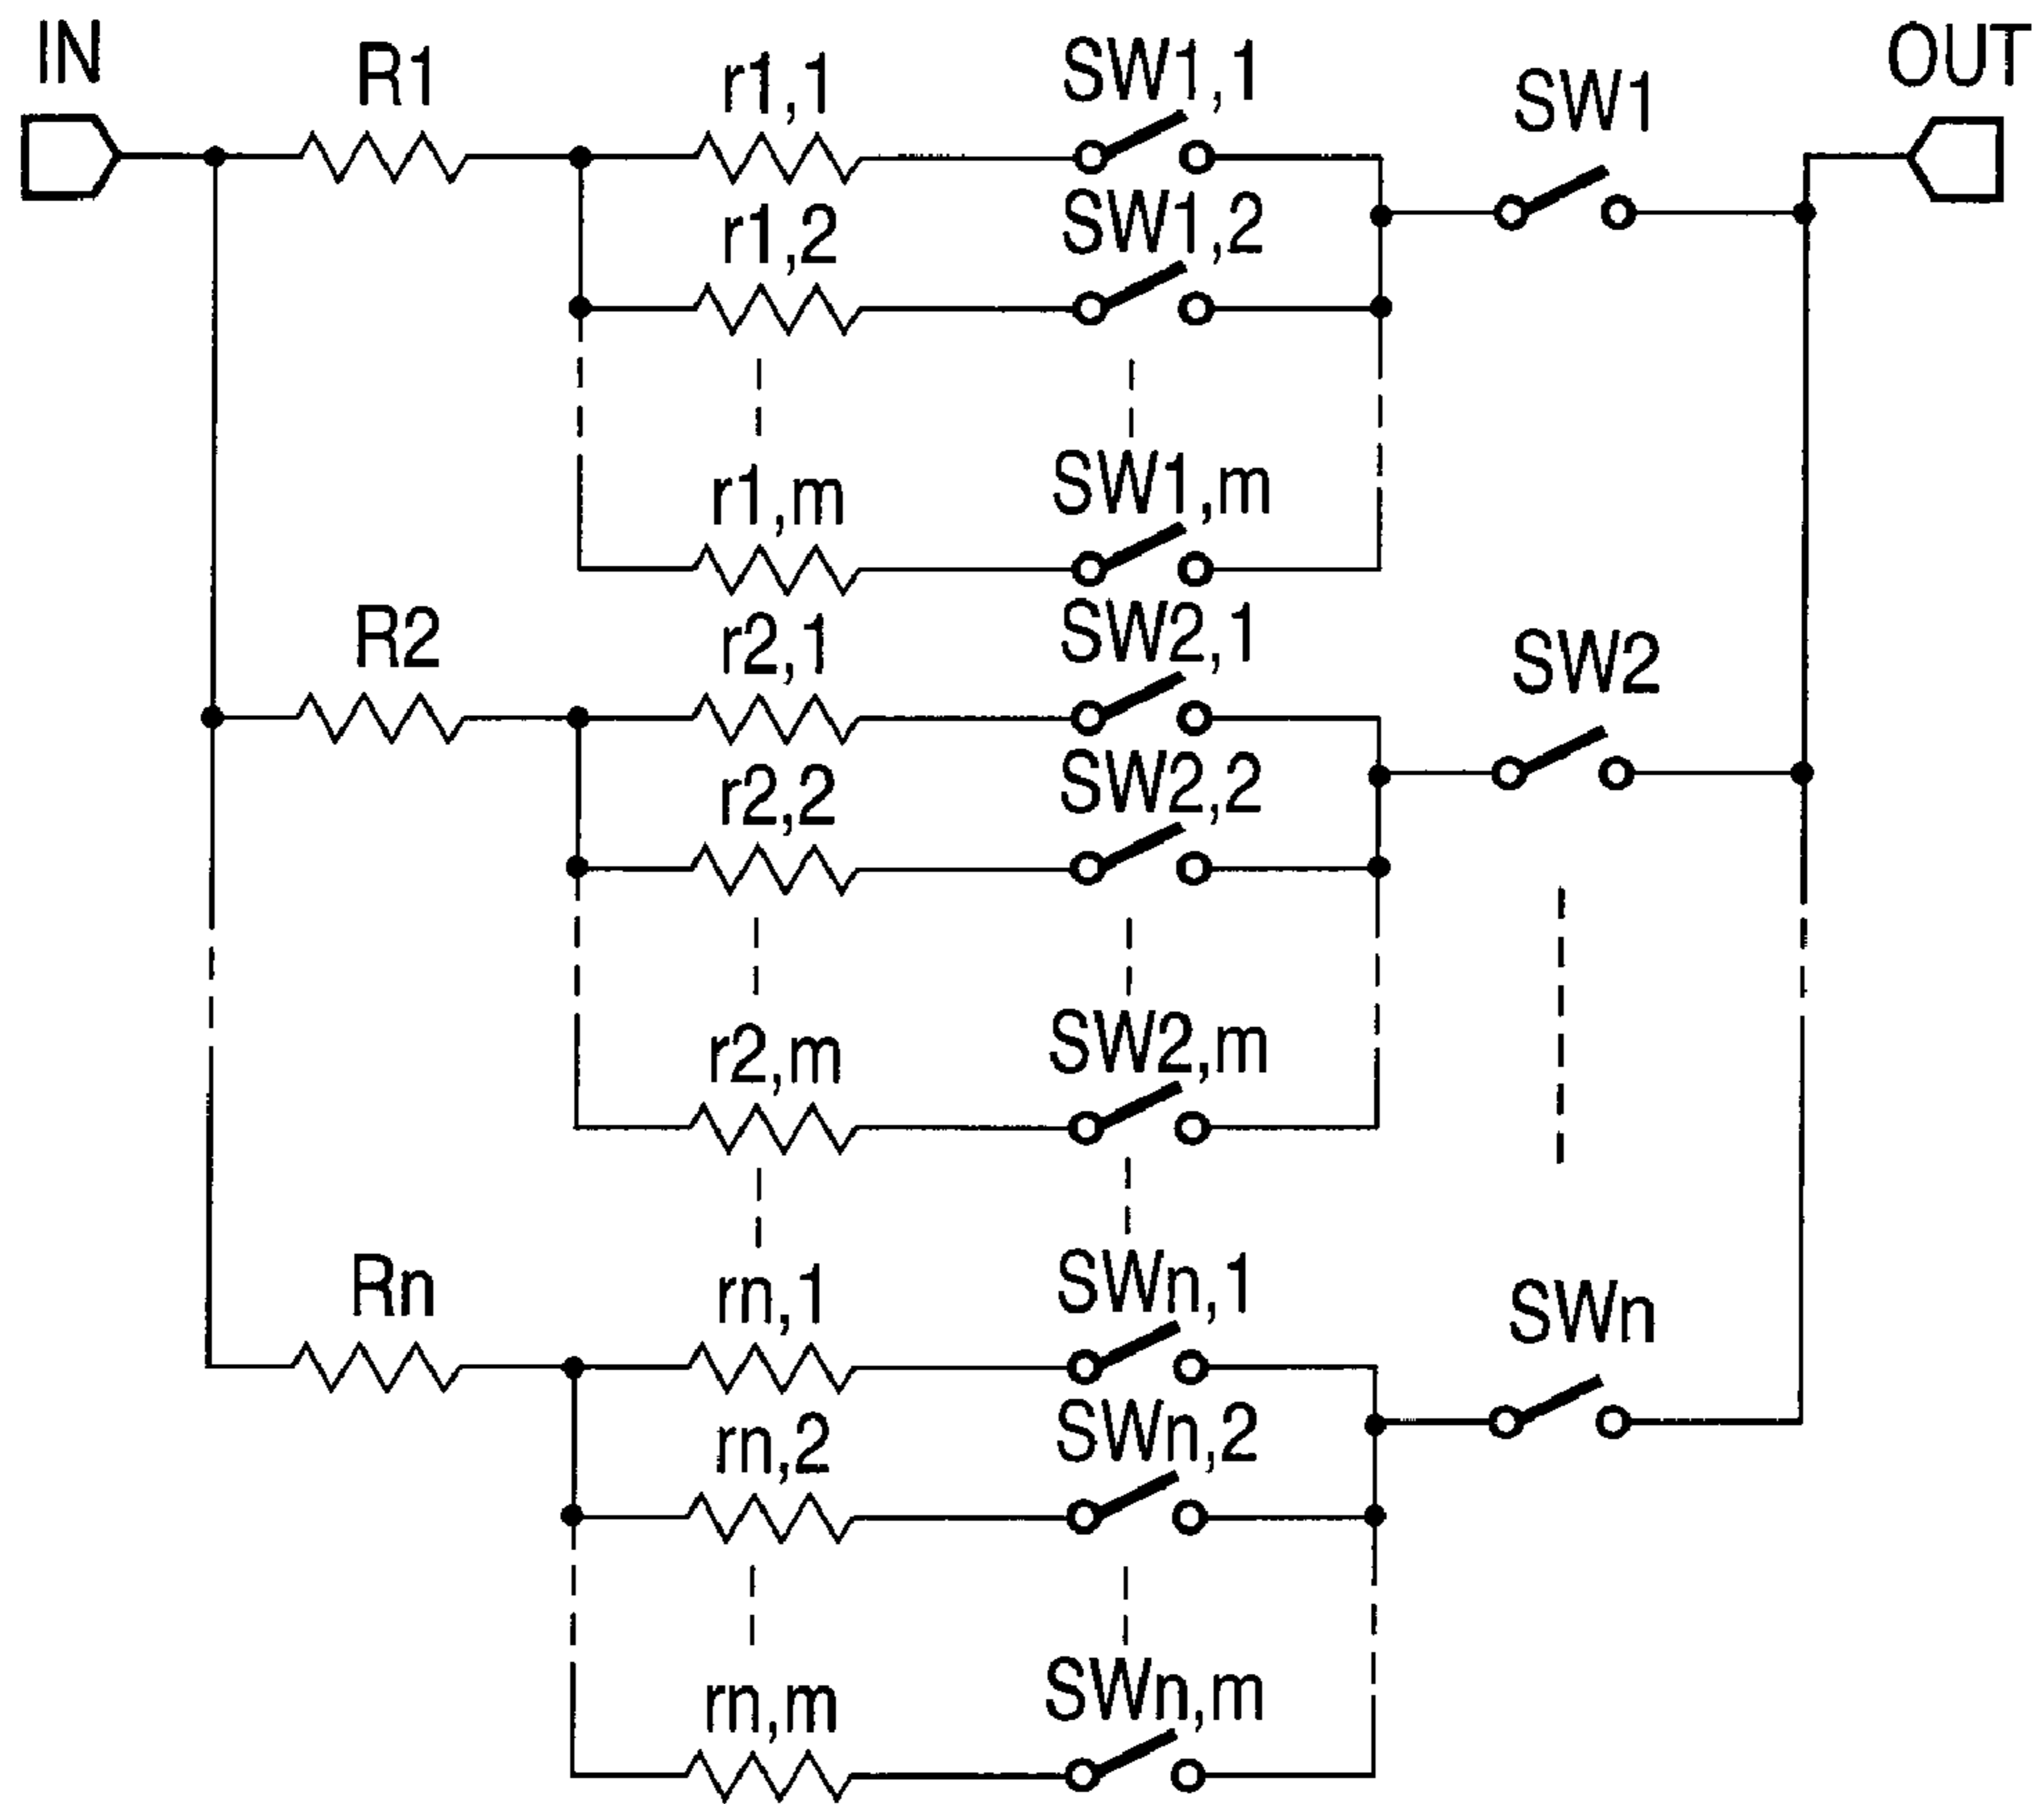 IN
OUT
R1
r1,1
SW1,1
SW1
r1,2
SW1,2
r1,m
SW1,m
R2
r2,1
SW2,1
SW2
r2,2
SW2,2
r2,m
SW2,m
Rn
rn,1
SWn,1
SWn
rn,2
SWn,2
rn,m
SWn,m